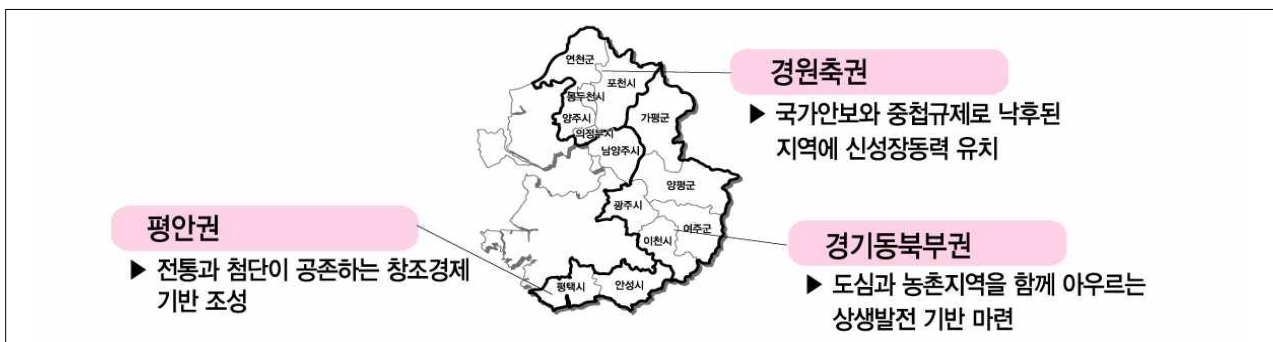 연천군
포천시
동두천시
양주시
가평군
의정부시
남양주시
양평군
광주시
여주군
이천시
평택시
안성시
경원축권
▶ 국가안보와 중첩규제로 낙후된
지역에 신성장동력 유치
평안권
▶ 전통과 첨단이 공존하는 창조경제
기반 조성
경기동북부권
▶ 도심과 농촌지역을 함께 아우르는
상생발전 기반 마련